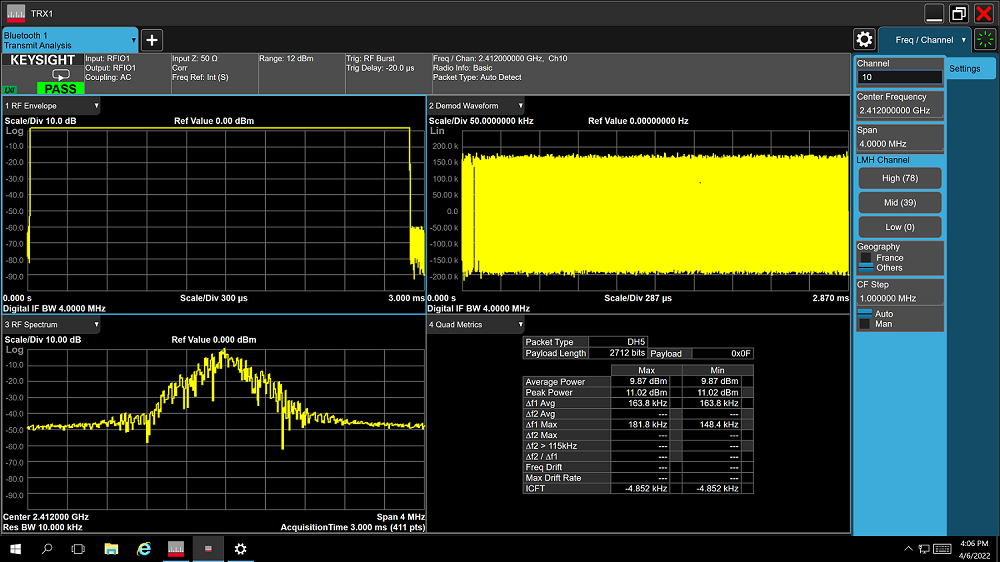 TRX1
Bluetooth 1
Transmit Analysis
KEYSIGHT
PASS
Input: RFIO1
Output: RFIO1
Coupling: AC
Input Z: 50 Ω
Corr
Freq Ref: Int (S)
Range: 12 dBm
Trig: RF Burst
Trig Delay: -20.0 µs
Freq / Chan: 2.412000000 GHz, Ch10
Radio Info: Basic
Packet Type: Auto Detect
1 RF Envelope
Scale/Div 10.0 dB
Ref Value 0.00 dBm
Log
-10.0
-20.0
-30.0
-40.0
-50.0
-60.0
-70.0
-80.0
-90.0
0.000 s
Scale/Div 300 µs
3.000 ms
Digital IF BW 4.0000 MHz
2 Demod Waveform
Scale/Div 50.0000000 kHz
Ref Value 0.00000000 Hz
Lin
200.0 k
150.0 k
100.0 k
50.00 k
0.0
-50.00 k
-100.0 k
-150.0 k
-200.0 k
0.000 s
Scale/Div 287 µs
2.870 ms
Digital IF BW 4.0000 MHz
3 RF Spectrum
Scale/Div 10.00 dB
Ref Value 0.000 dBm
Log
-10.0
-20.0
-30.0
-40.0
-50.0
-60.0
-70.0
-80.0
-90.0
Center 2.412000 GHz
Span 4 MHz
Res BW 10.000 kHz
AcquisitionTime 3.000 ms (411 pts)
4 Quad Metrics
Packet Type DH5
Payload Length 2712 bits Payload 0x0F
Max Min
Average Power 9.87 dBm 9.87 dBm
Peak Power 11.02 dBm 11.02 dBm
Δf1 Avg 163.8 kHz 163.8 kHz
Δf2 Avg --- ---
Δf1 Max 181.8 kHz 148.4 kHz
Δf2 Max --- ---
Δf2 > 115kHz --- ---
Δf2 / Δf1 --- ---
Freq Drift --- ---
Max Drift Rate --- ---
ICFT -4.852 kHz -4.852 kHz
Freq / Channel
Settings
Channel
10
Center Frequency
2.412000000 GHz
Span
4.0000 MHz
LMH Channel
High (78)
Mid (39)
Low (0)
Geography
France
Others
CF Step
1.000000 MHz
Auto
Man
4:06 PM
4/6/2022